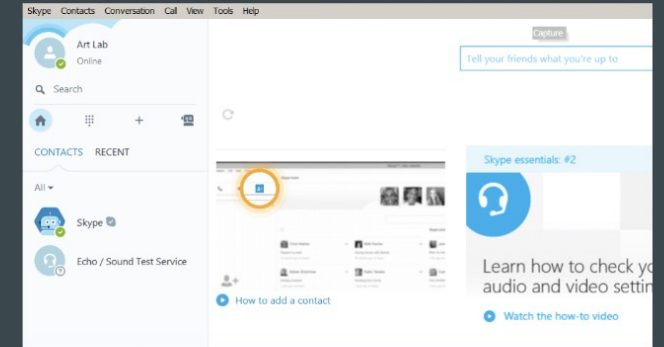 Skype Contacts Conversation Call View Tools Help
Art Lab
Online
Search
CONTACTS RECENT
All
Skype
Echo / Sound Test Service
Capture
Tell your friends what you're up to
How to add a contact
Skype essentials: #2
Learn how to check yo
audio and video settin
Watch the how-to video